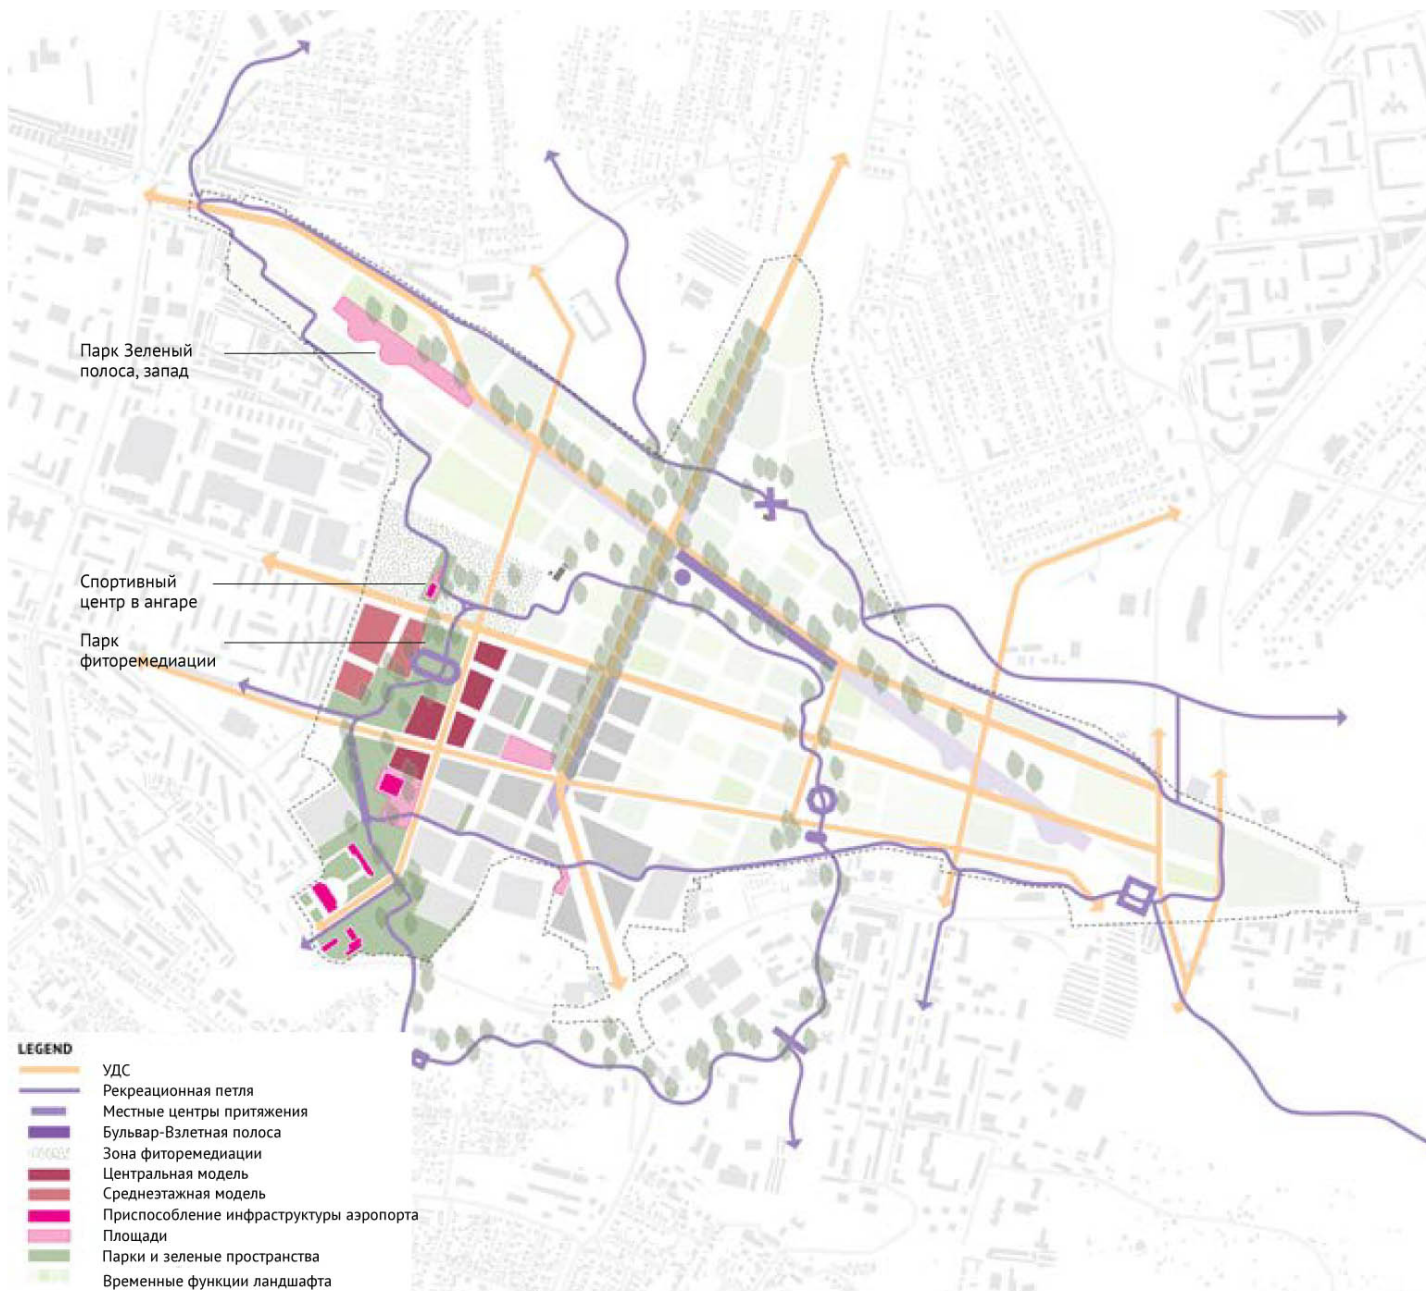 Парк Зеленый
полоса, запад
Спортивный
центр в ангаре
Парк
фиторемедиации
LEGEND
УДС
Рекреационная петля
Местные центры притяжения
Бульвар-Взлетная полоса
Зона фиторемедиации
Центральная модель
Среднеэтажная модель
Приспособление инфраструктуры аэропорта
Площади
Парки и зеленые пространства
Временные функции ландшафта